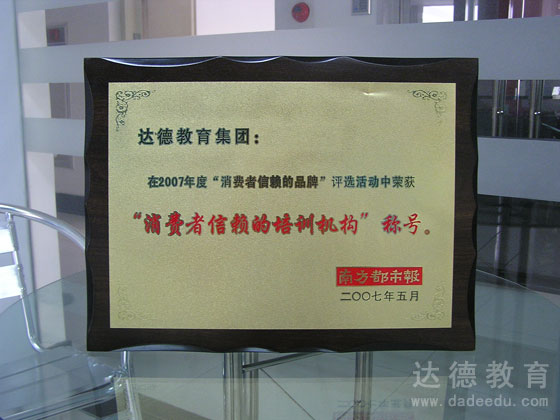 达德教育集团：
在2007年度“消费者信赖的品牌”评选活动中荣获
“消费者信赖的培训机构”称号。
南方都市報
二〇〇七年五月
达德教育
www.dadeedu.com